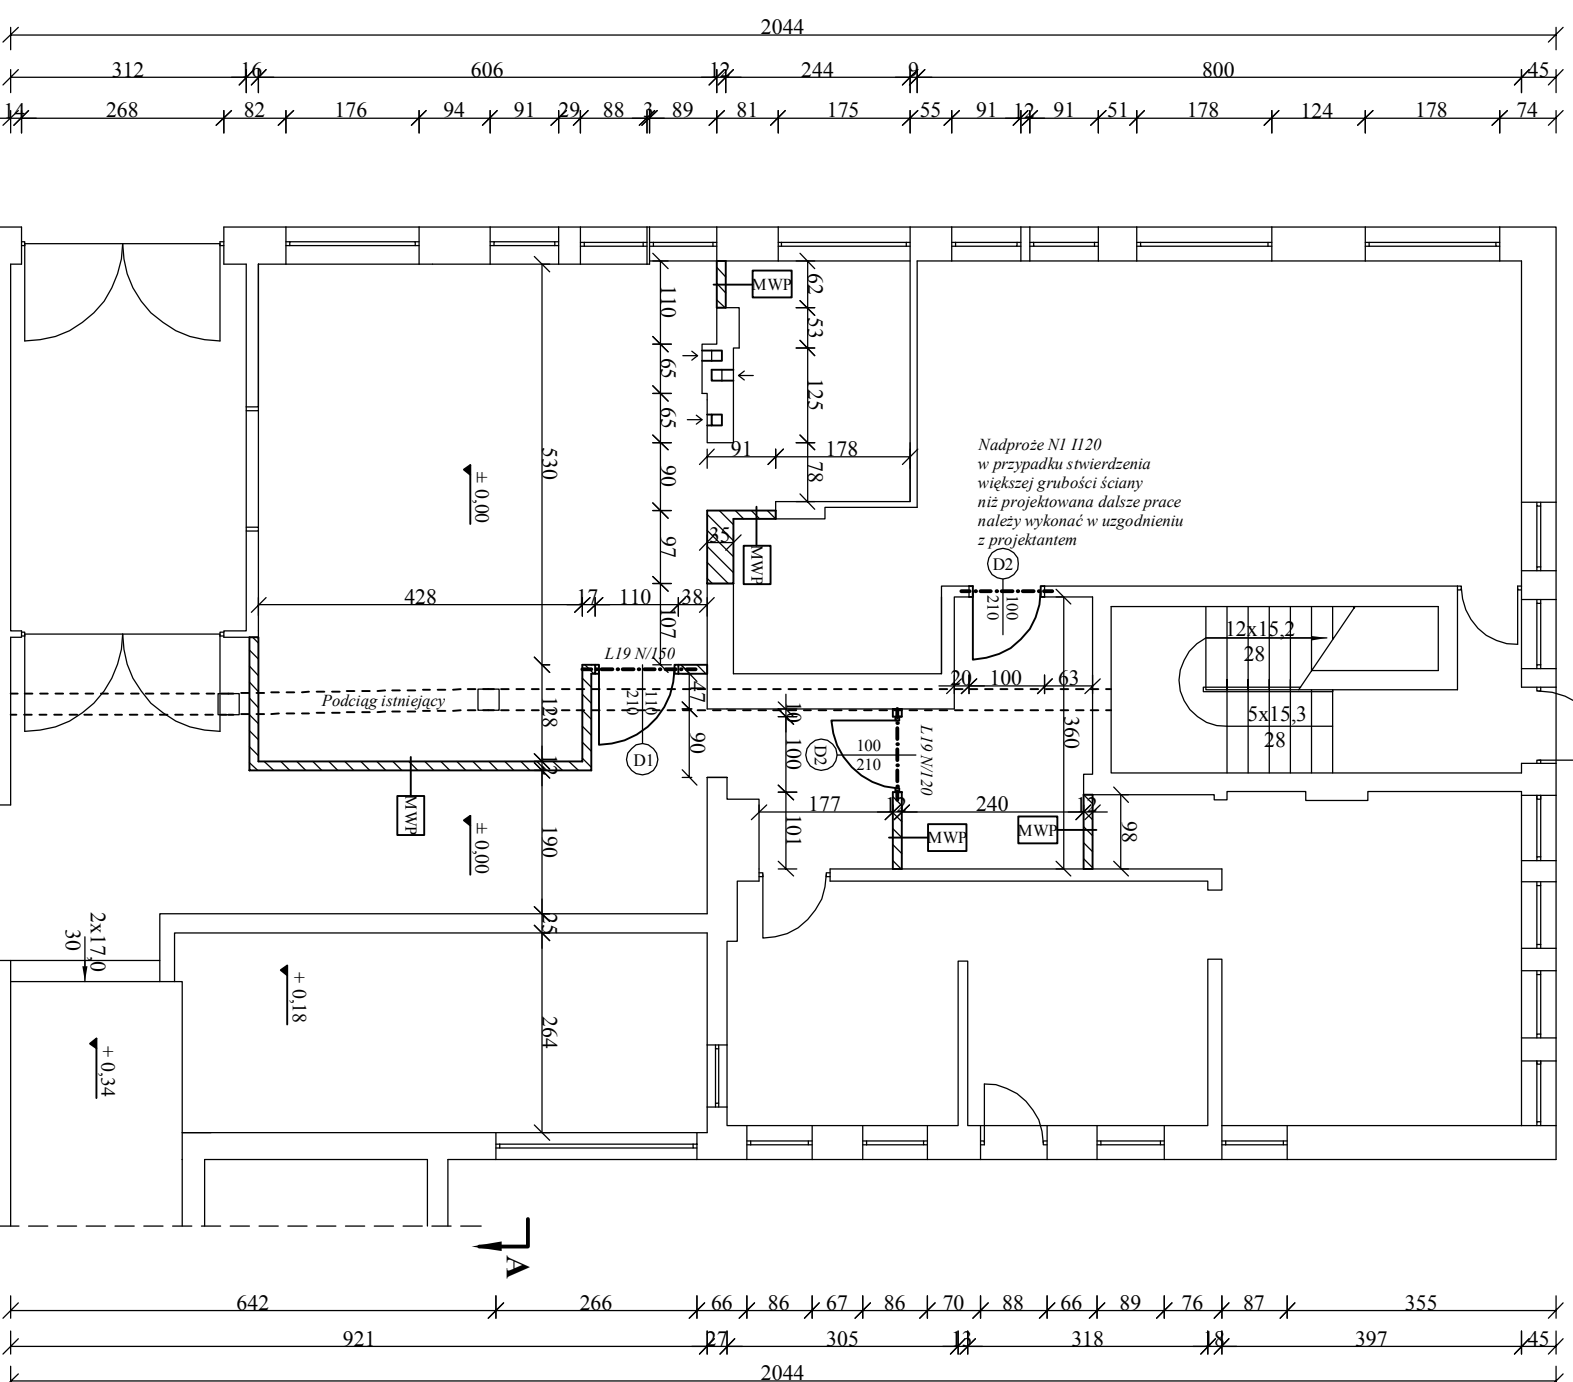 2044
312 16 606 12 244 9 800 45
14 268 82 176 94 91 29 88 3 89 81 175 55 91 12 91 51 178 124 178 74
MWP
62
110
53
65
125
65
91 178
78
90
530
± 0,00
Nadproże N1 I120
w przypadku stwierdzenia
większej grubości ściany
niż projektowana dalsze prace
należy wykonać w uzgodnieniu
z projektantem
35
97
MWP
D2
100
210
428 17 110 38
107
L19 N/150
12x15,2
28
20 100 63
47
Podciąg istniejący
110
210
128
10
360
5x15,3
28
90
D1
100
D2
100
210
L19 N/120
12
MWP
177 12 240 12
± 0,00
190
101
MWP
MWP
98
25
2x17,0
30
+ 0,18
264
+ 0,34
A
642 266 66 86 67 86 70 88 66 89 76 87 355
921 27 305 13 318 18 397 45
2044